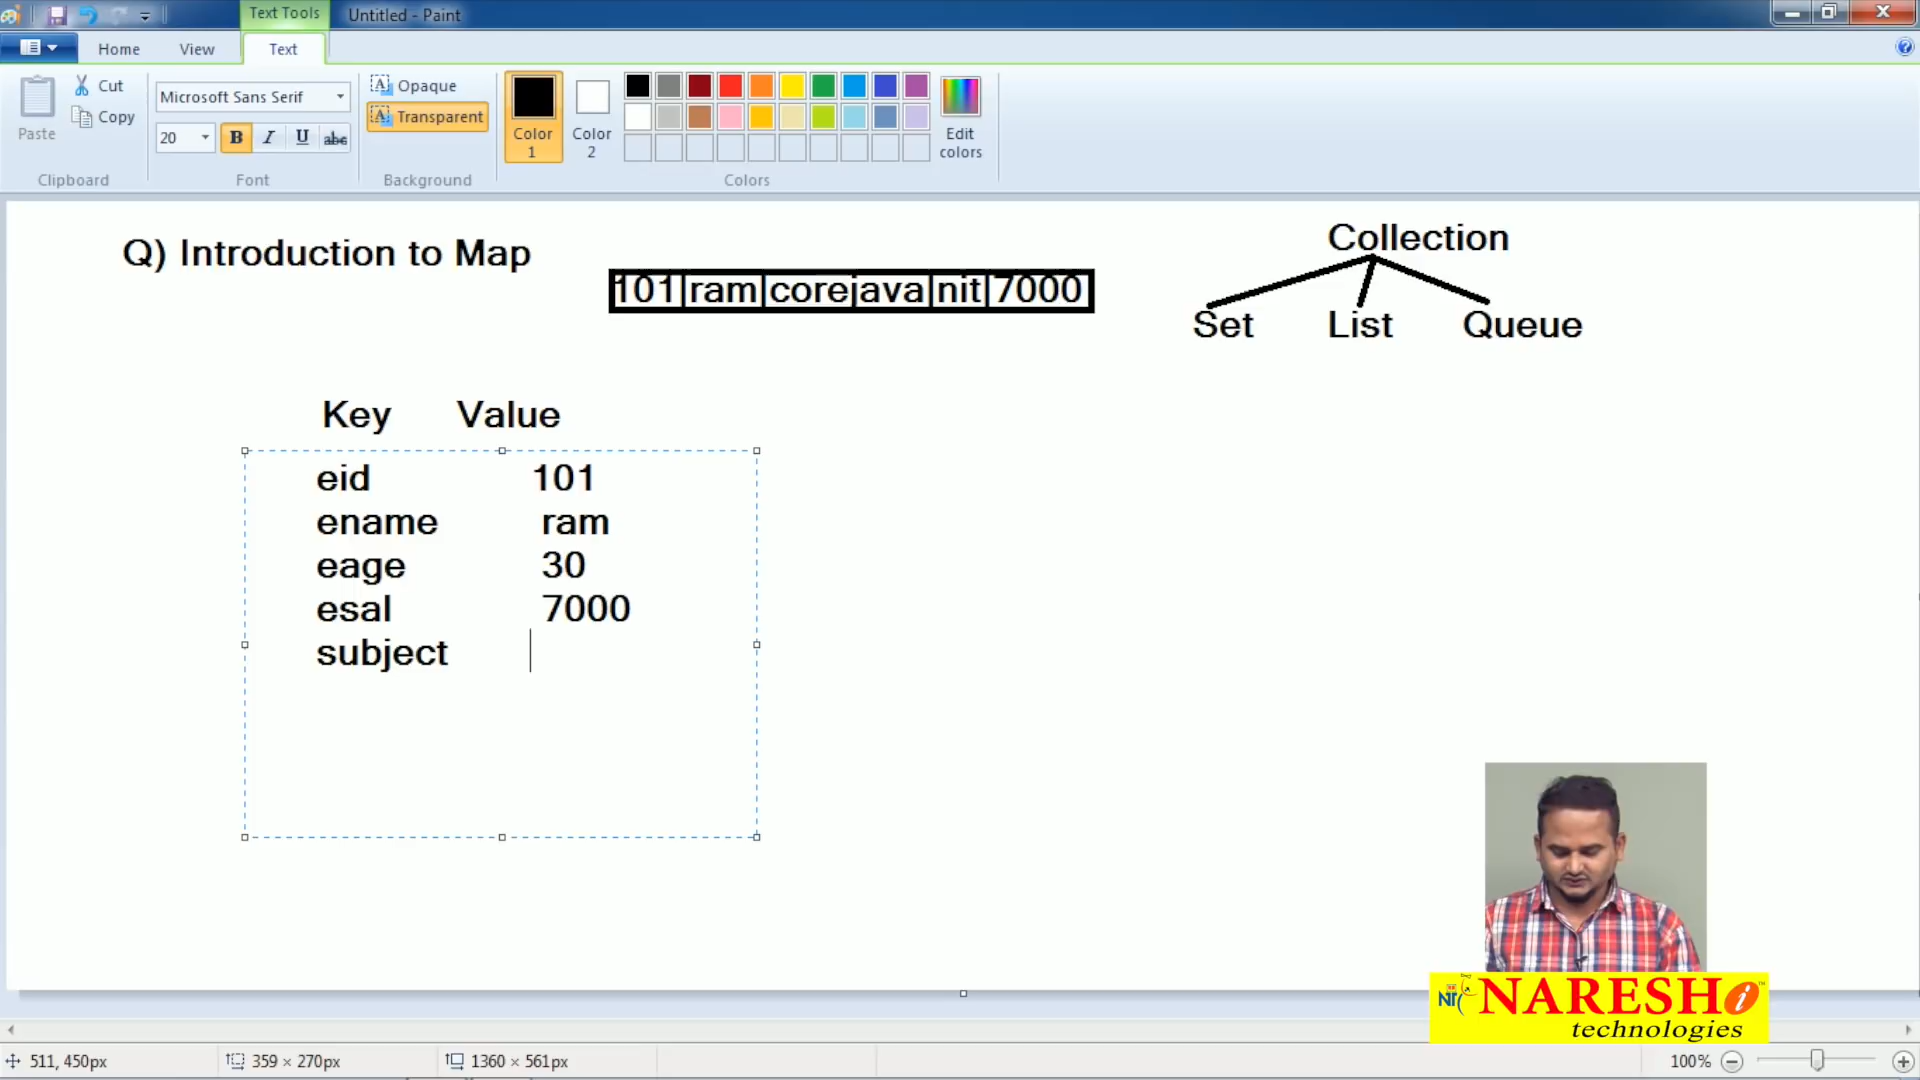 Text Tools
Untitled - Paint
Home
View
Text
Paste
Cut
Copy
Clipboard
Microsoft Sans Serif
20
B I U abc
Font
Opaque
Transparent
Background
Color 1
Color 2
Edit colors
Colors
Q) Introduction to Map
101|ram|corejava|nit|7000
Collection
Set List Queue
Key Value
eid 101
ename ram
eage 30
esal 7000
subject
NARESH i
technologies
511, 450px
359 × 270px
1360 × 561px
100%